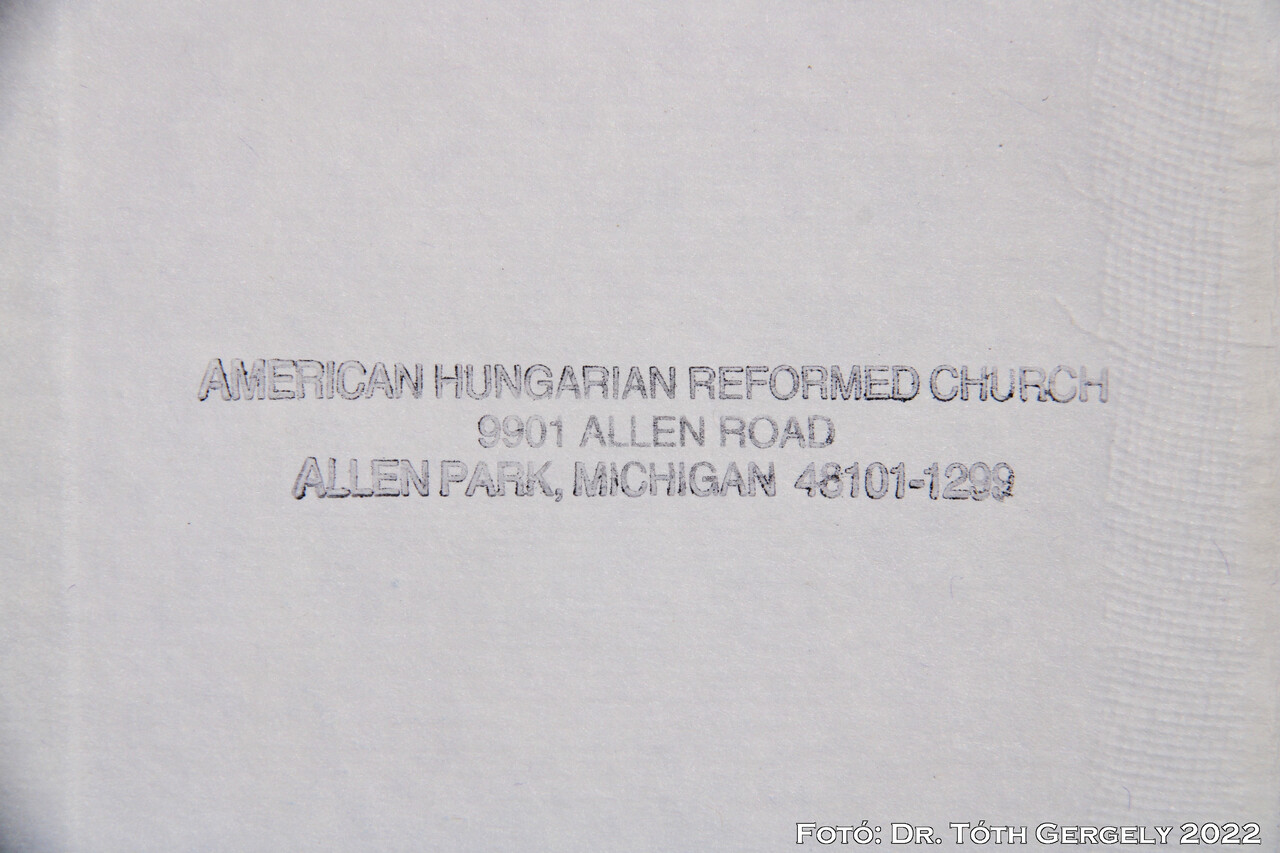 AMERICAN HUNGARIAN REFORMED CHURCH
9901 ALLEN ROAD
ALLEN PARK, MICHIGAN 48101-1299
FOTÓ: DR. TÓTH GERGELY 2022